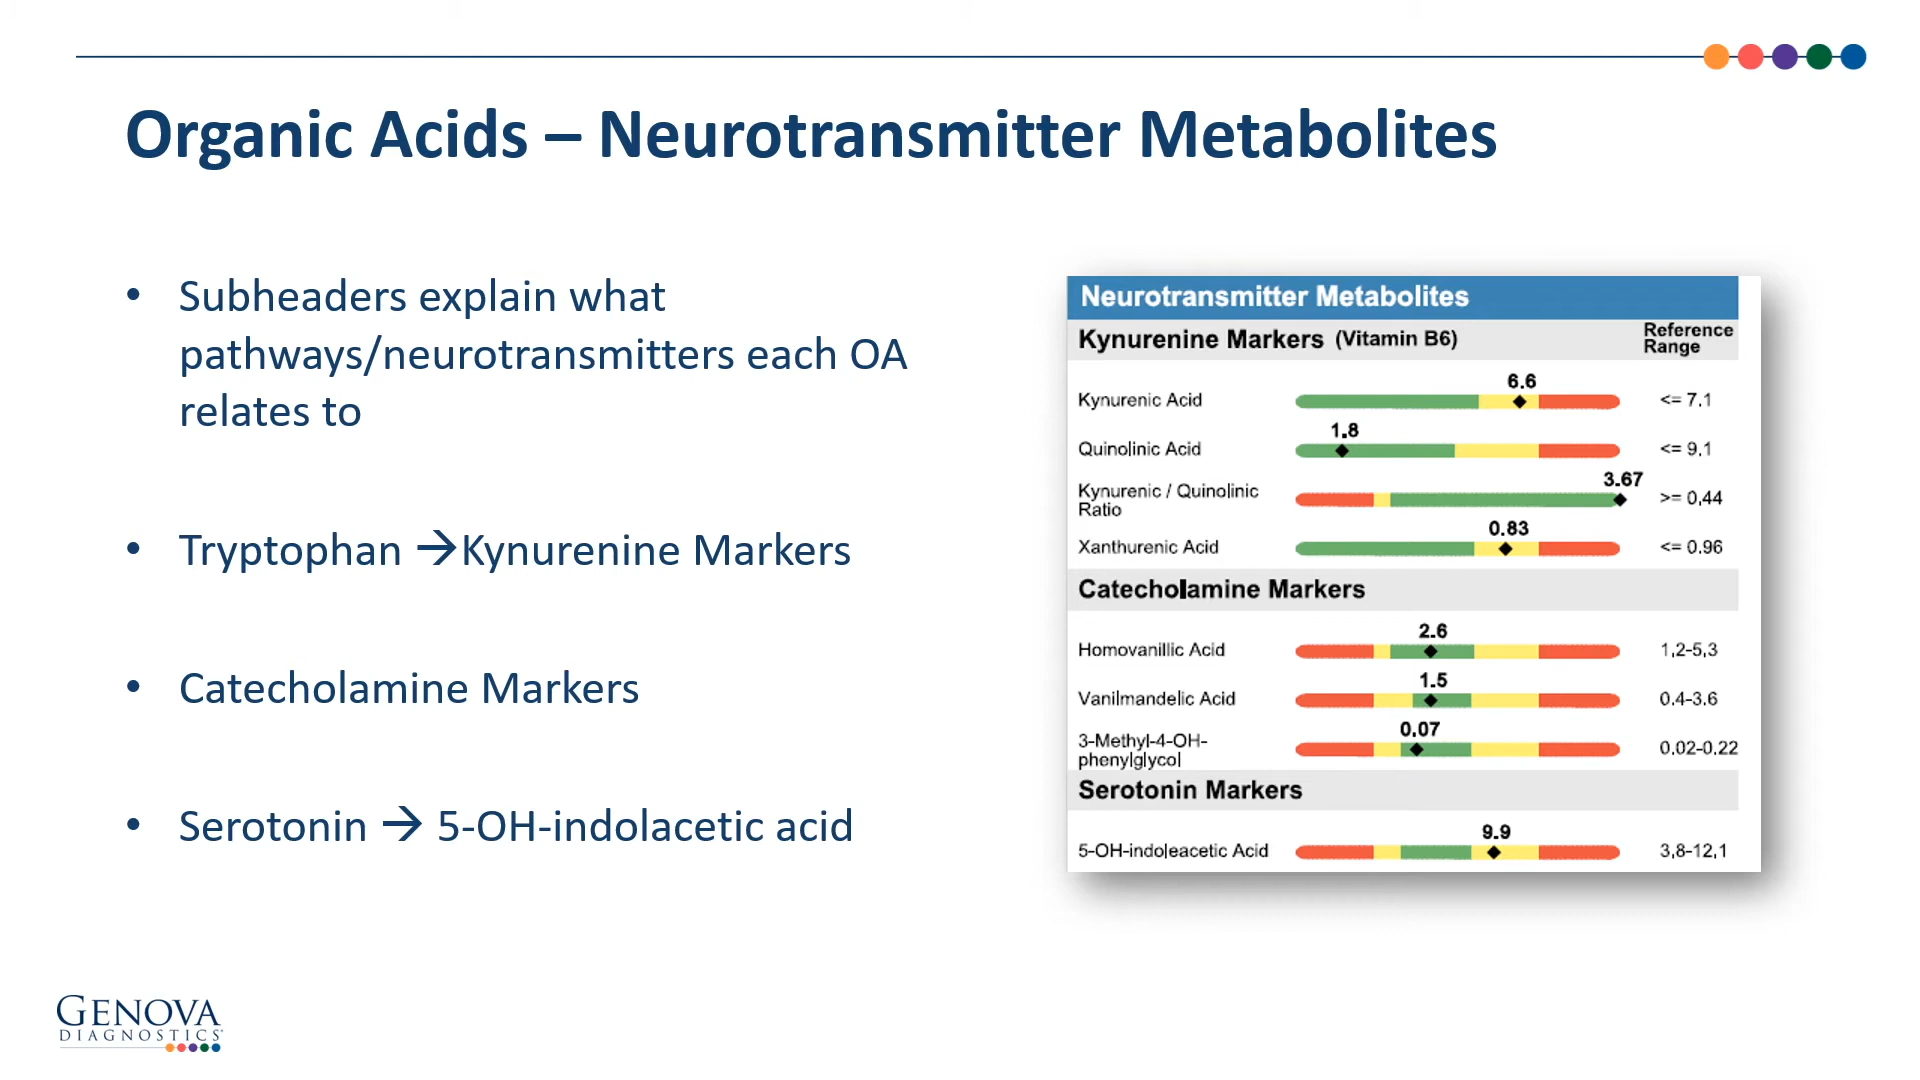 Organic Acids – Neurotransmitter Metabolites
• Subheaders explain what
pathways/neurotransmitters each OA
relates to
• Tryptophan →Kynurenine Markers
• Catecholamine Markers
• Serotonin → 5-OH-indolacetic acid
Neurotransmitter Metabolites
Kynurenine Markers (Vitamin B6)
Reference
Range
6.6
Kynurenic Acid <= 7.1
1.8
Quinolinic Acid <= 9.1
3.67
Kynurenic / Quinolinic
Ratio
>= 0.44
0.83
Xanthurenic Acid <= 0.96
Catecholamine Markers
2.6
Homovanillic Acid 1.2-5.3
1.5
Vanilmandelic Acid 0.4-3.6
0.07
3-Methyl-4-OH-
phenylglycol
0.02-0.22
Serotonin Markers
9.9
5-OH-indoleacetic Acid 3.8-12.1
GENOVA
DIAGNOSTICS